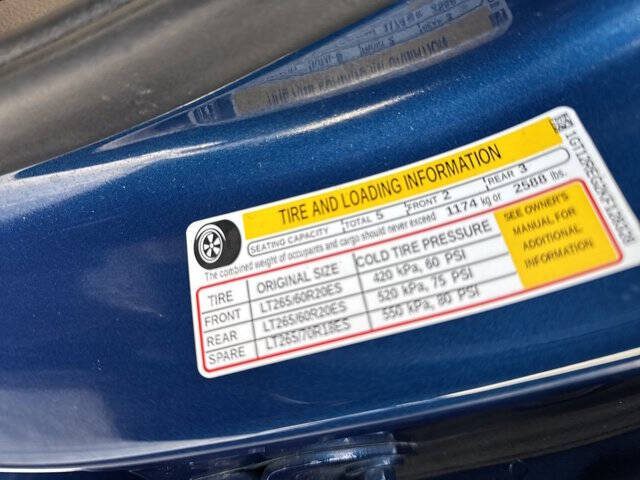 TIRE AND LOADING INFORMATION
SEATING CAPACITY TOTAL 5 FRONT 2 REAR 3
The combined weight of occupants and cargo should never exceed 1174 kg or 2588 lbs.
TIRE ORIGINAL SIZE COLD TIRE PRESSURE
FRONT LT265/60R20ES 420 kPa, 60 PSI
REAR LT265/60R20ES 520 kPa, 75 PSI
SPARE LT265/70R18ES 550 kPa, 80 PSI
SEE OWNER'S
MANUAL FOR
ADDITIONAL
INFORMATION